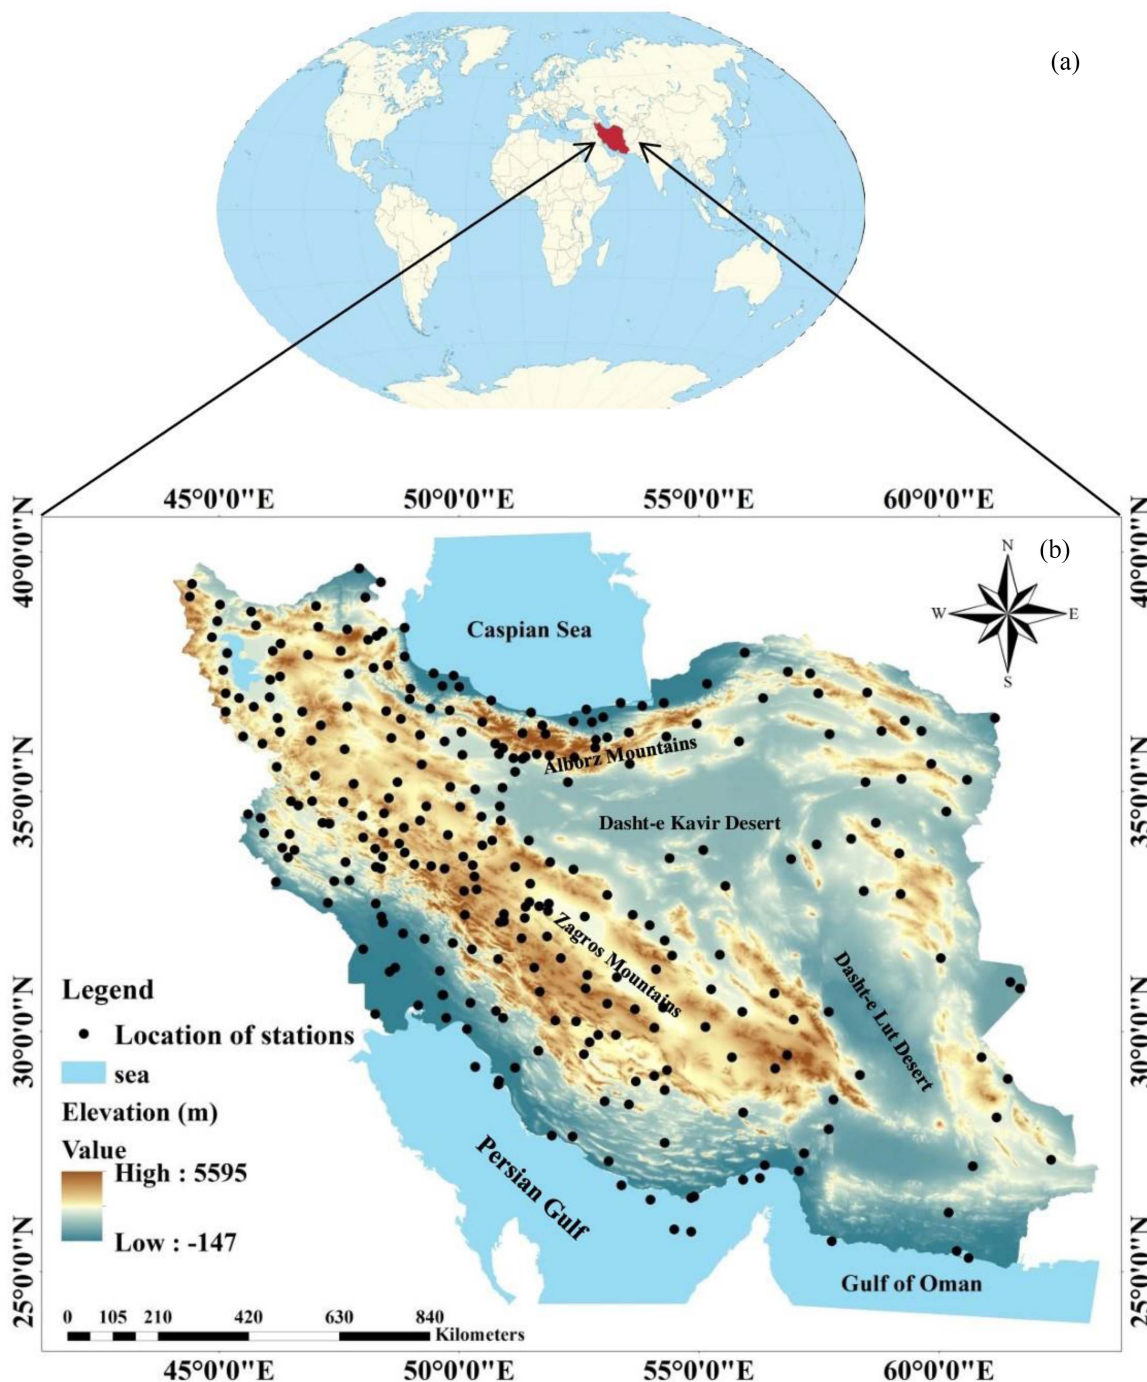 (a)
45°0'0"E 50°0'0"E 55°0'0"E 60°0'0"E
40°0'0"N
40°0'0"N
(b)
N
W
E
S
Caspian Sea
Alborz Mountains
35°0'0"N
35°0'0"N
Dasht-e Kavir Desert
Zagros Mountains
Dasht-e Lut Desert
30°0'0"N
30°0'0"N
Legend
Location of stations
sea
Elevation (m)
Value
High : 5595
Low : -147
Persian Gulf
Gulf of Oman
25°0'0"N
25°0'0"N
0 105 210 420 630 840
Kilometers
45°0'0"E 50°0'0"E 55°0'0"E 60°0'0"E